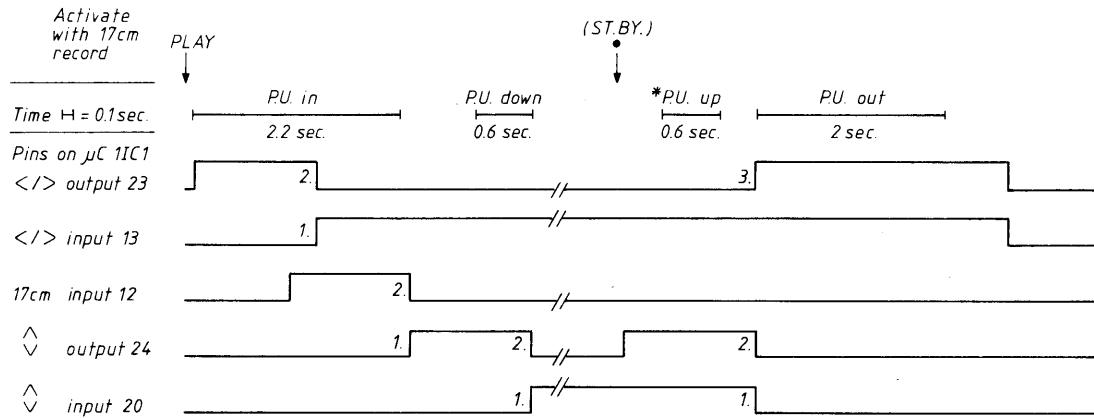 Activate
with 17cm
record
PLAY
(ST.BY.)
Time H = 0.1 sec.
P.U. in
2.2 sec.
P.U. down
0.6 sec.
*P.U. up
0.6 sec.
P.U. out
2 sec.
Pins on µC 1IC1
</> output 23
2.
3.
</> input 13
1.
17cm input 12
2.
output 24
1.
2.
2.
input 20
1.
1.